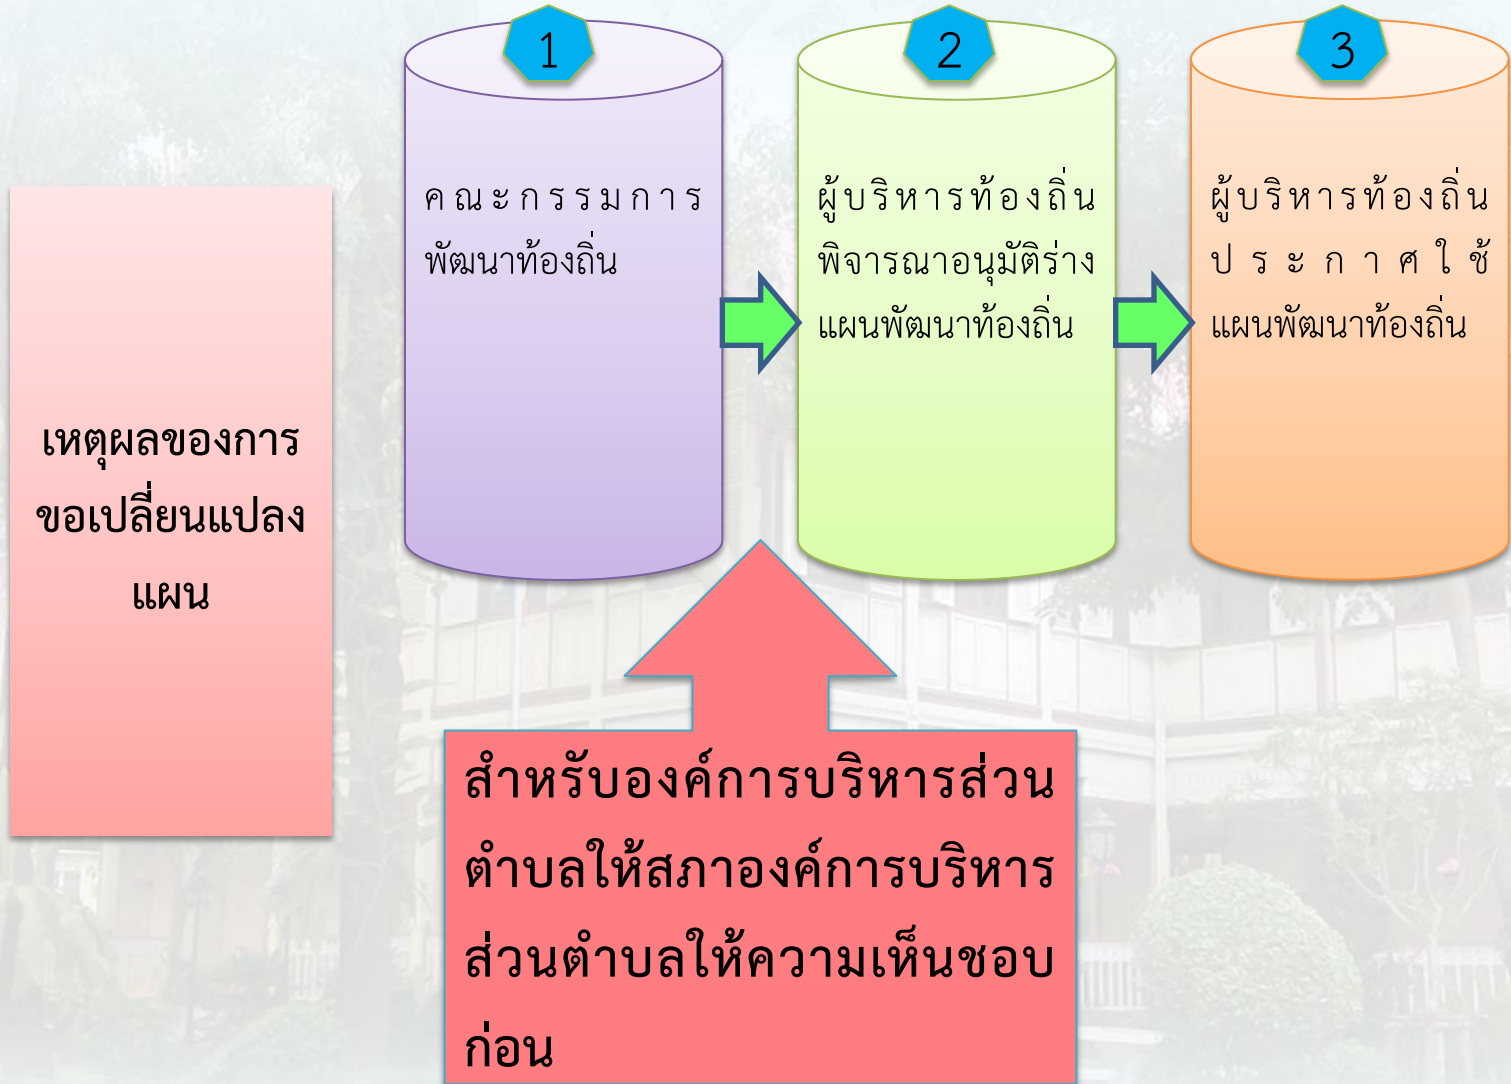 เหตุผลของการ
ขอเปลี่ยนแปลง
แผน
1
คณะกรรมการ
พัฒนาท้องถิ่น
2
ผู้บริหารท้องถิ่น
พิจารณาอนุมัติร่าง
แผนพัฒนาท้องถิ่น
3
ผู้บริหารท้องถิ่น
ประกาศใช้
แผนพัฒนาท้องถิ่น
สำหรับองค์การบริหารส่วน
ตำบลให้สภาองค์การบริหาร
ส่วนตำบลให้ความเห็นชอบ
ก่อน